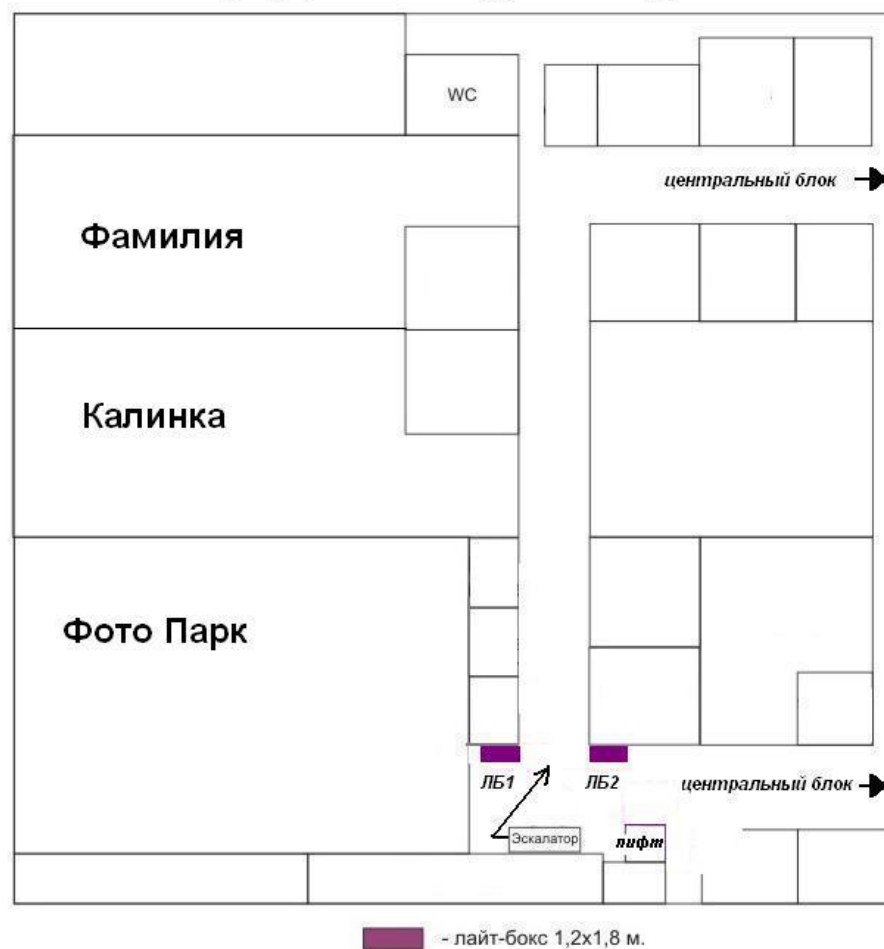 WC
центральный блок
Фамилия
Калинка
Фото Парк
ЛБ1
ЛБ2
центральный блок
Эскалатор
лифт
- лайт-бокс 1,2х1,8 м.